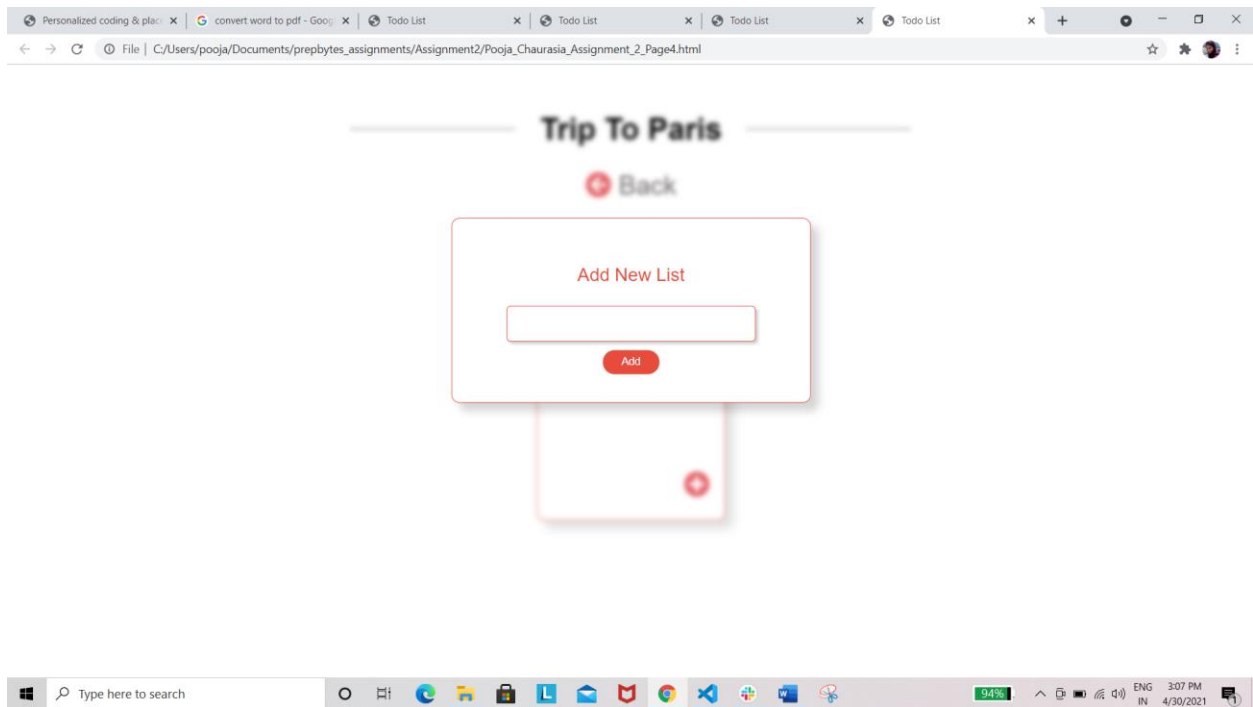 Personalized coding & plac
convert word to pdf - Goog
Todo List
Todo List
Todo List
Todo List
File | C:/Users/pooja/Documents/prepbytes_assignments/Assignment2/Pooja_Chaurasia_Assignment_2_Page4.html
Trip To Paris
Back
Add New List
Add
Type here to search
94%
ENG
IN
3:07 PM
4/30/2021